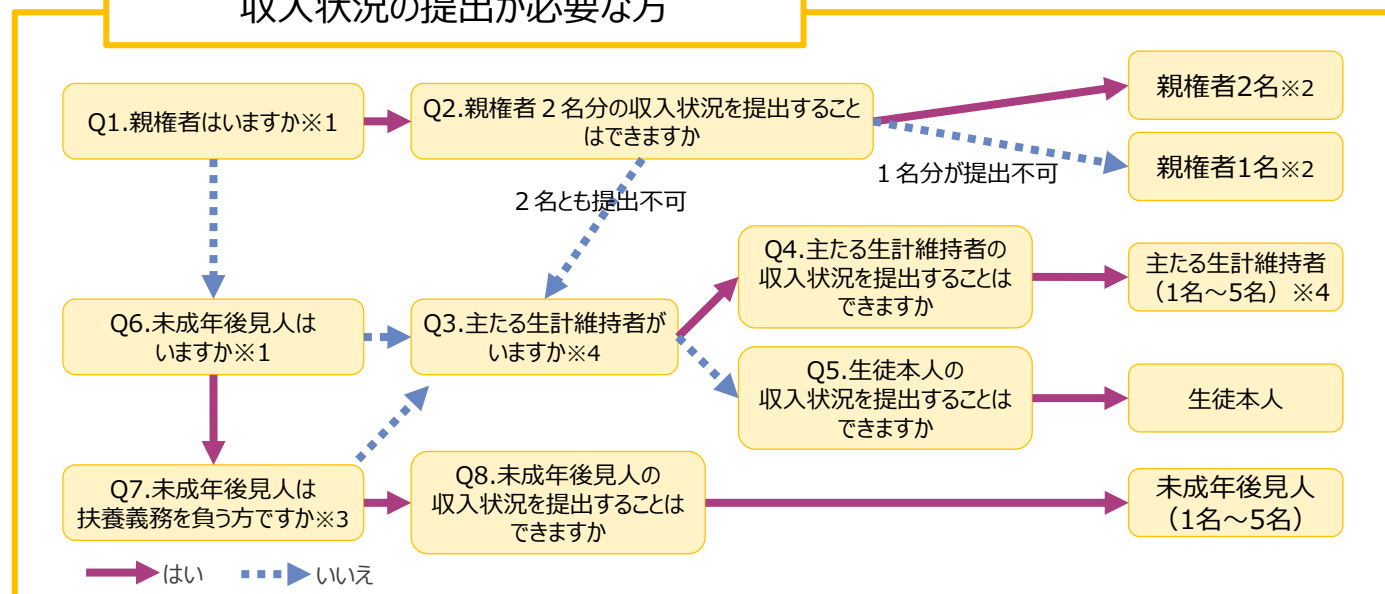 収入状況の提出が必要な方
Q1.親権者はいますか※1
Q2.親権者２名分の収入状況を提出すること
はできますか
親権者2名※2
１名分が提出不可
親権者1名※2
２名とも提出不可
Q6.未成年後見人は
いますか※1
Q3.主たる生計維持者が
いますか※4
Q4.主たる生計維持者の
収入状況を提出することは
できますか
主たる生計維持者
（1名～5名）※4
Q5.生徒本人の
収入状況を提出することは
できますか
生徒本人
Q7.未成年後見人は
扶養義務を負う方ですか※3
Q8.未成年後見人の
収入状況を提出することは
できますか
未成年後見人
（1名～5名）
はい
いいえ